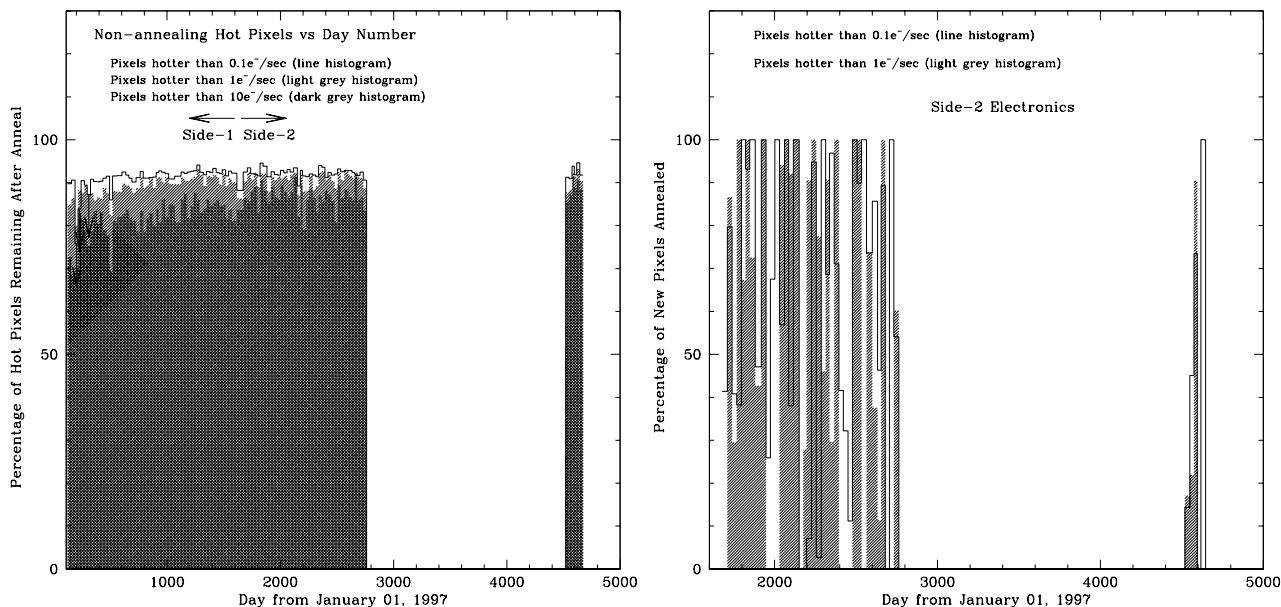 Non-annealing Hot Pixels vs Day Number
Pixels hotter than 0.1e⁻/sec (line histogram)
Pixels hotter than 1e⁻/sec (light grey histogram)
Pixels hotter than 10e⁻/sec (dark grey histogram)
Side-1 Side-2
Percentage of Hot Pixels Remaining After Anneal
100
50
0
1000 2000 3000 4000 5000
Day from January 01, 1997
Pixels hotter than 0.1e⁻/sec (line histogram)
Pixels hotter than 1e⁻/sec (light grey histogram)
Side-2 Electronics
Percentage of New Pixels Annealed
100
50
0
2000 3000 4000 5000
Day from January 01, 1997